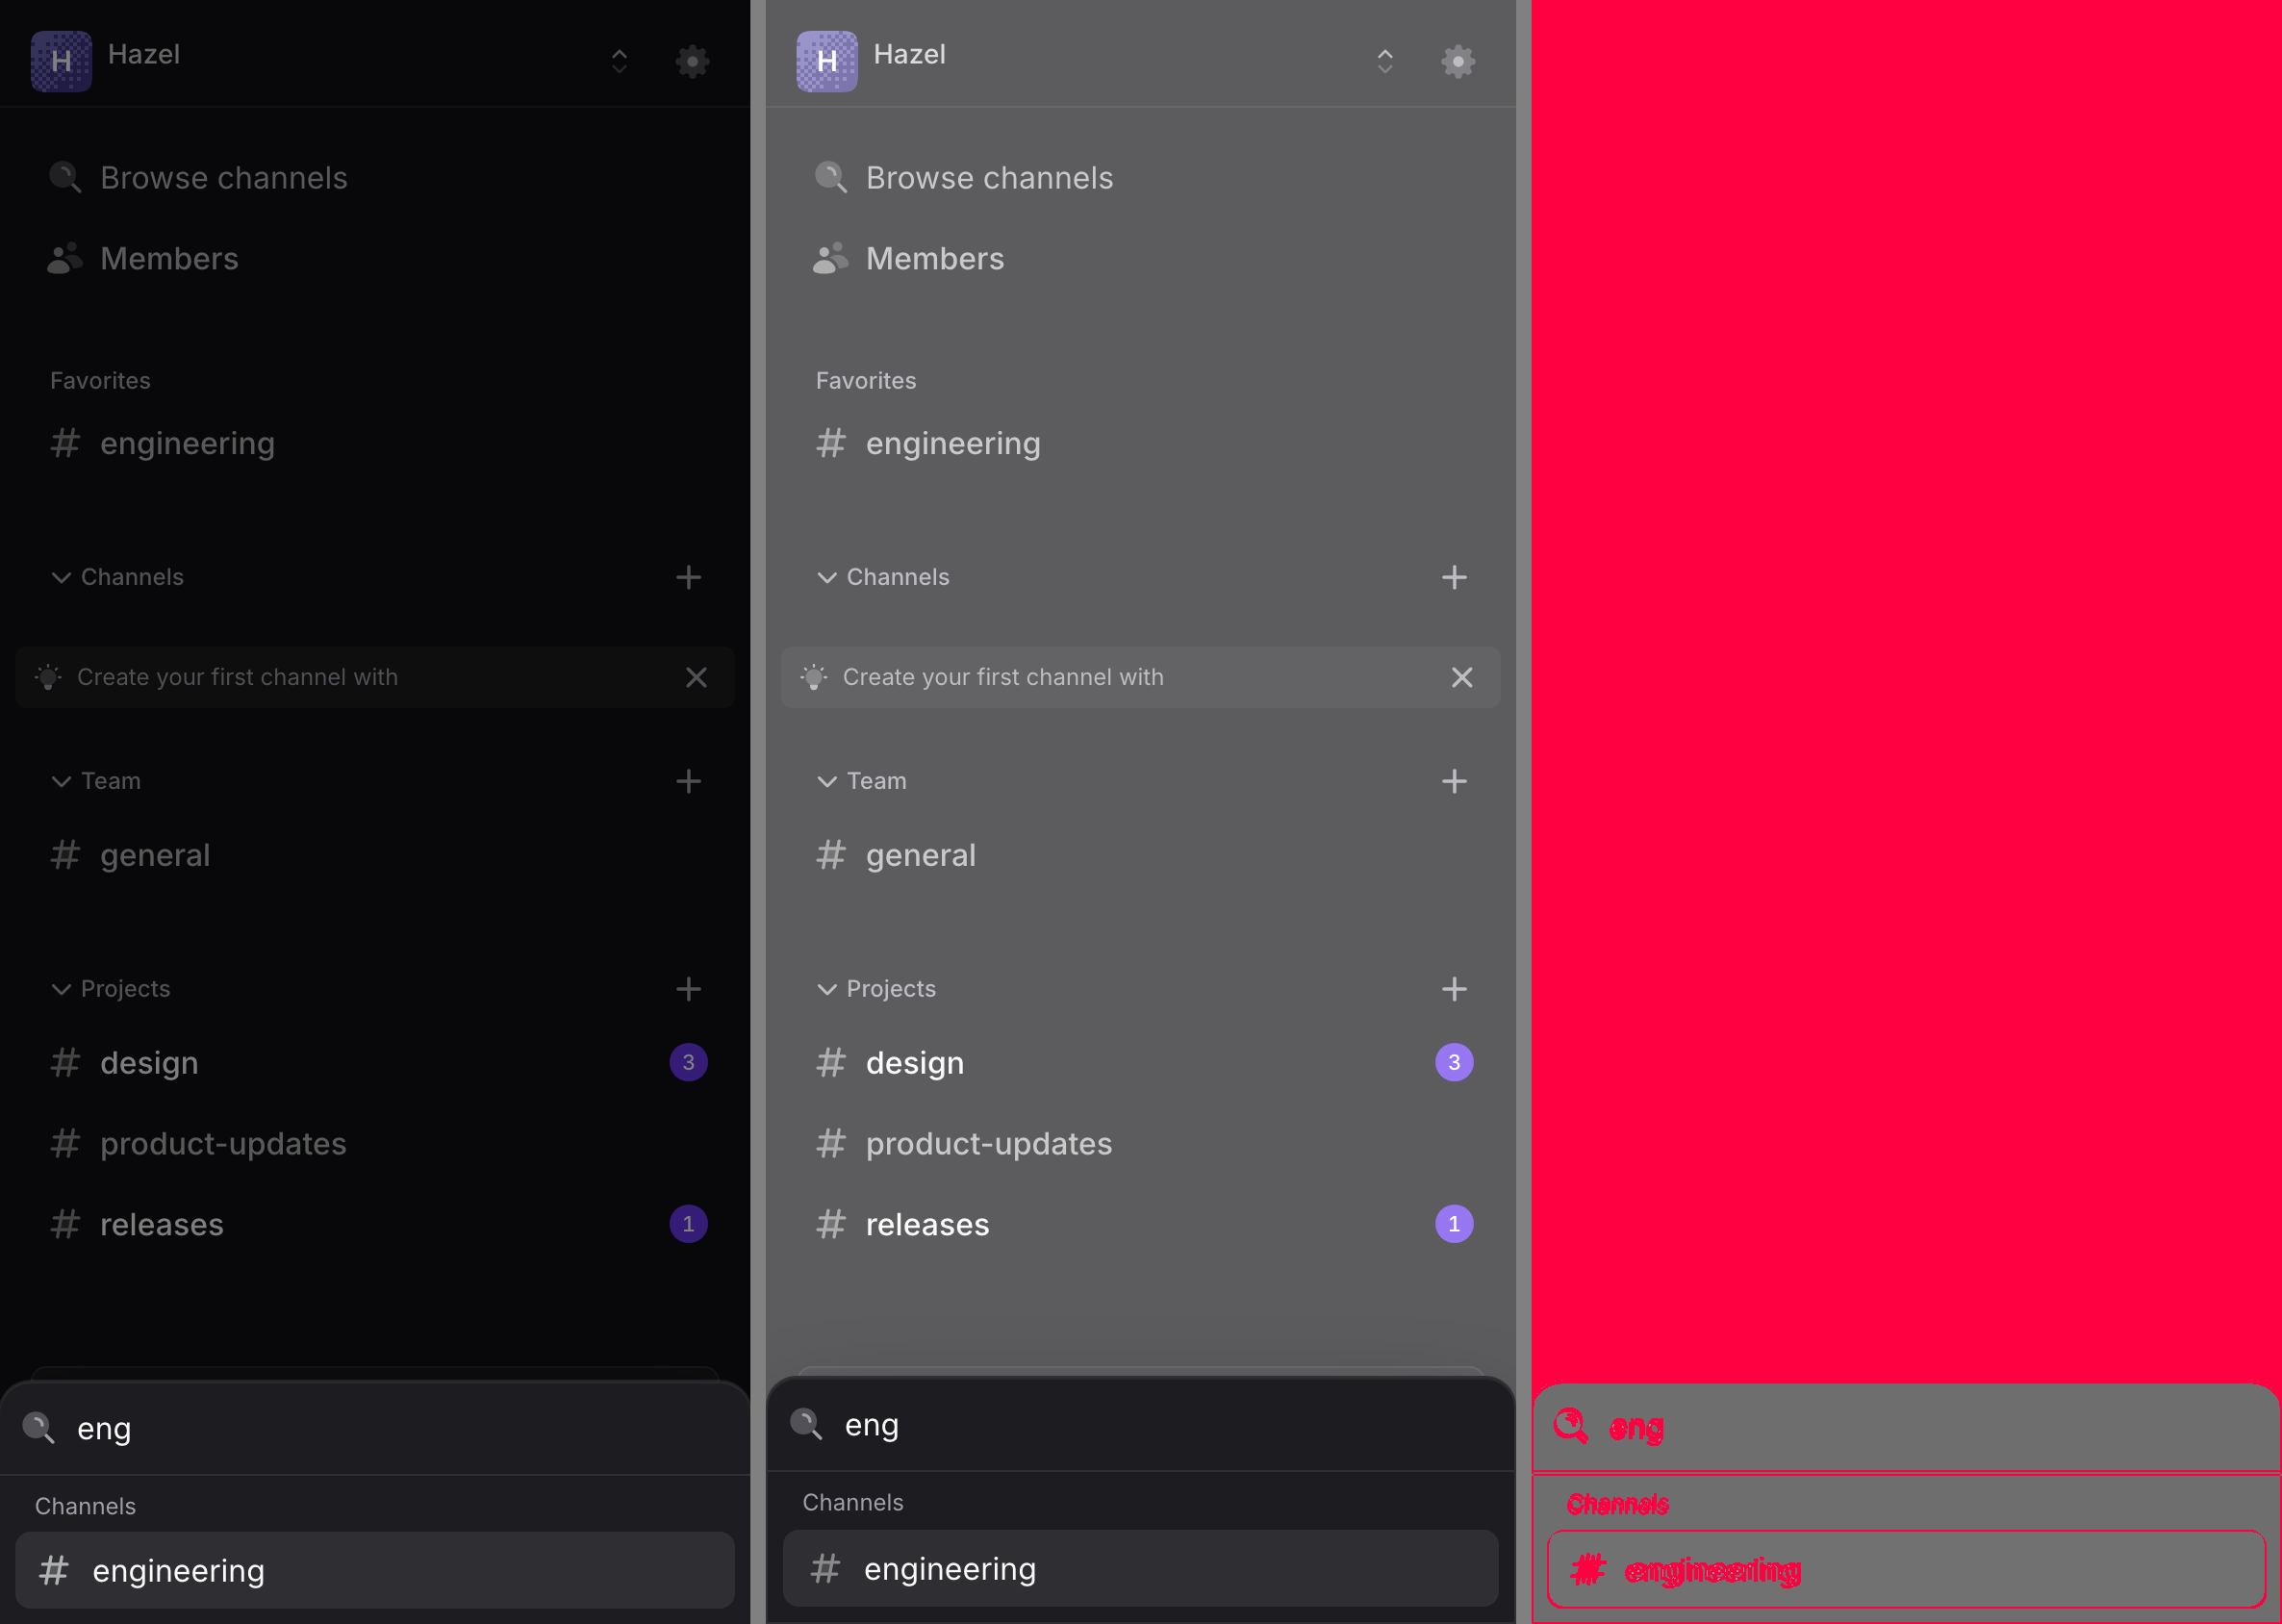 H Hazel
Browse channels
Members
Favorites
# engineering
Channels
Create your first channel with
Team
# general
Projects
# design 3
# product-updates
# releases 1
eng
Channels
# engineering
H Hazel
Browse channels
Members
Favorites
# engineering
Channels
Create your first channel with
Team
# general
Projects
# design 3
# product-updates
# releases 1
eng
Channels
# engineering
eng
Channels
# engineering